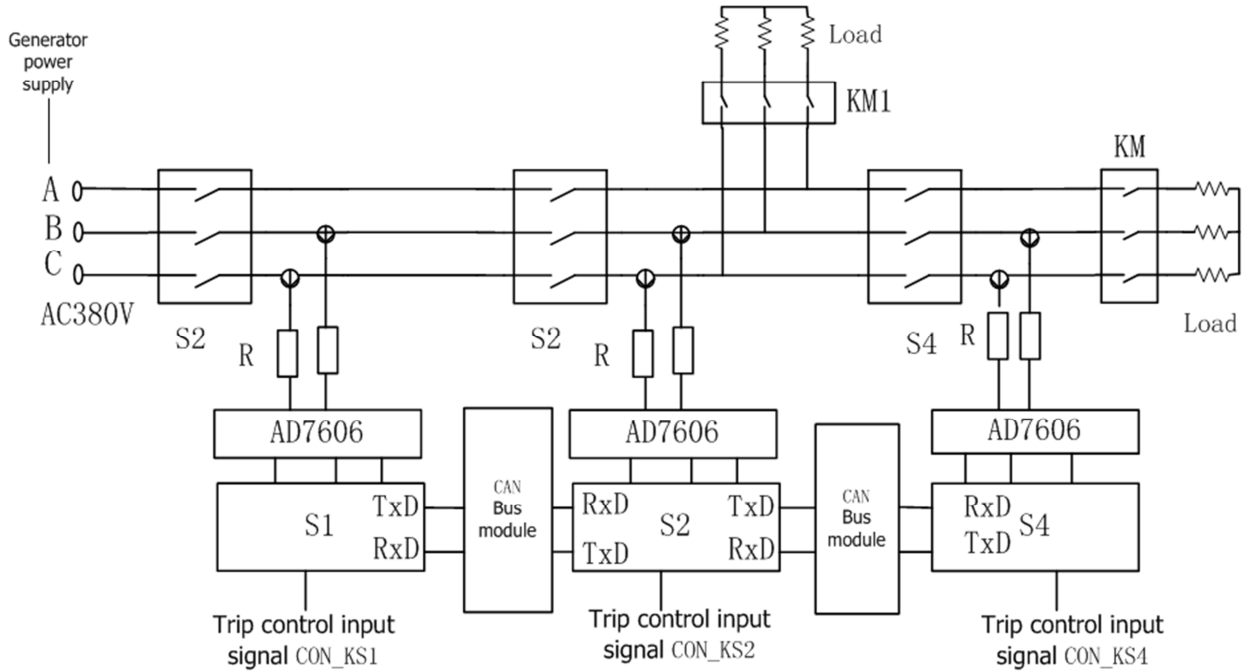 Generator
power
supply
Load
KM1
KM
A
B
C
AC380V
S2
S2
S4
Load
R
R
R
AD7606
AD7606
AD7606
S1
TxD
RxD
CAN
Bus
module
RxD
TxD
S2
TxD
RxD
CAN
Bus
module
RxD
TxD
S4
Trip control input
signal CON_KS1
Trip control input
signal CON_KS2
Trip control input
signal CON_KS4